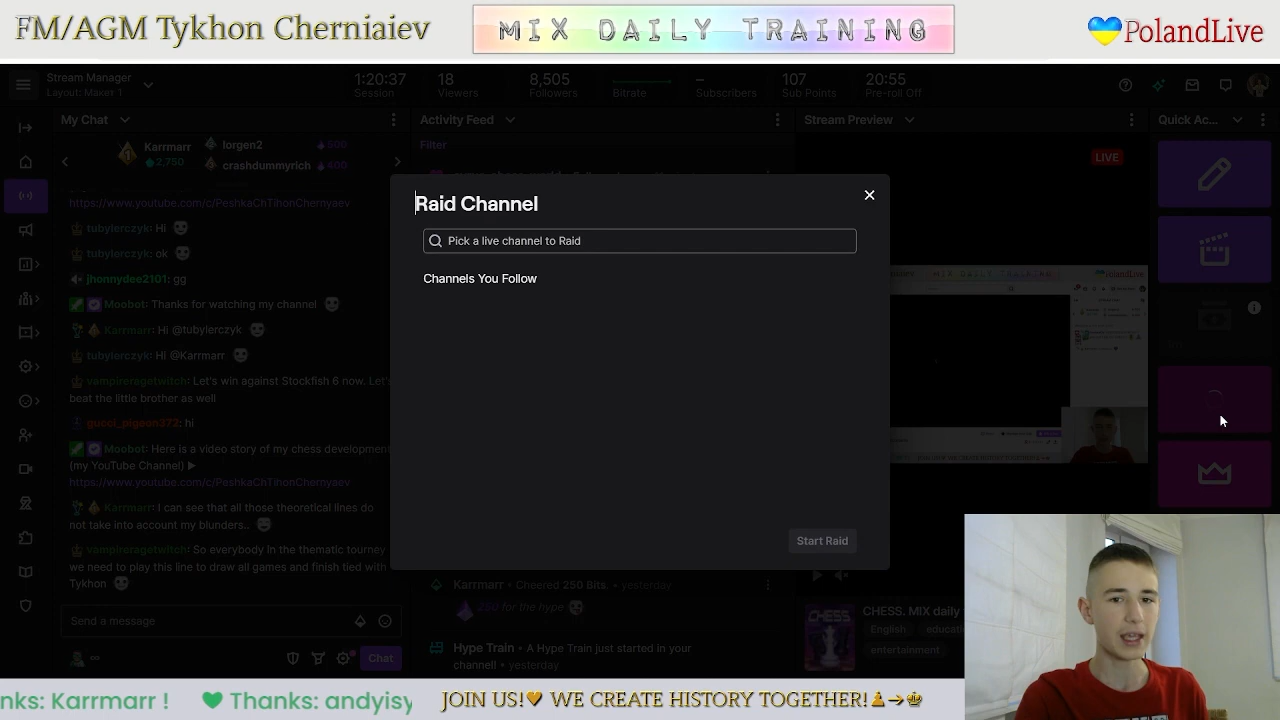 FM/AGM Tykhon Cherniaiev
MIX DAILY TRAINING
PolandLive
Stream Manager
Layout: Макет 1
1:20:37
Session
18
Viewers
8,505
Followers
Bitrate
–
Subscribers
107
Sub Points
20:55
Pre-roll Off
My Chat
Activity Feed
Stream Preview
Quick Ac...
Karrmarr
2,750
lorgen2
500
crashdummyrich
400
Filter
LIVE
https://www.youtube.com/c/PeshkaChTihonChernyaev
tubylerczyk: Hi
tubylerczyk: ok
jhonnydee2101: gg
Moobot: Thanks for watching my channel
Karrmarr: Hi @tubylerczyk
tubylerczyk: Hi @Karrmarr
vampireragetwitch: Let's win against Stockfish 6 now. Let's
beat the little brother as well
gucci_pigeon372: hi
Moobot: Here is a video story of my chess development
(my YouTube Channel) ▶
https://www.youtube.com/c/PeshkaChTihonChernyaev
Karrmarr: I can see that all those theoretical lines do
not take into account my blunders..
vampireragetwitch: So everybody in the thematic tourney
we need to play this line to draw all games and finish tied with
Tykhon
Send a message
∞
Chat
Raid Channel
Pick a live channel to Raid
Channels You Follow
Start Raid
Karrmarr • Cheered 250 Bits. • yesterday
250 for the hype
Hype Train • A Hype Train just started in your
channel! • yesterday
CHESS
CHESS. MIX daily
English
entertainment
nks: Karrmarr !
Thanks: andyisy
JOIN US!🧡 WE CREATE HISTORY TOGETHER!♟→♚